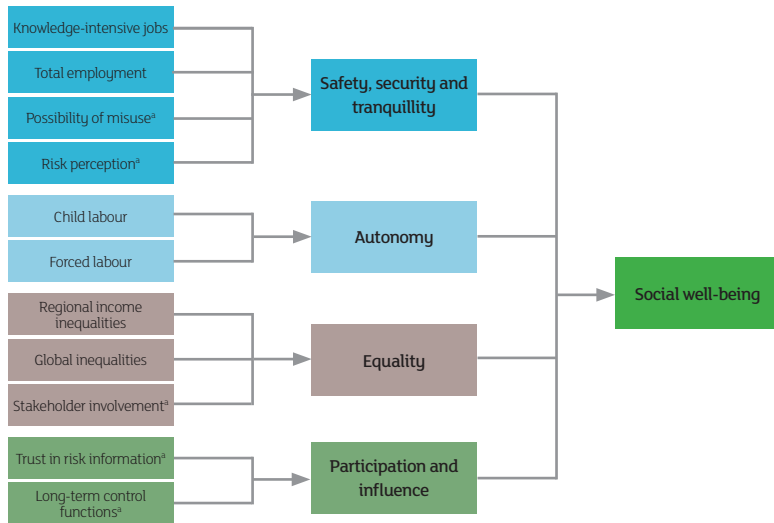 Knowledge-intensive jobs
Total employment
Possibility of misuseᵃ
Risk perceptionᵃ
Safety, security and
tranquillity
Child labour
Forced labour
Autonomy
Regional income
inequalities
Global inequalities
Stakeholder involvementᵃ
Equality
Trust in risk informationᵃ
Long-term control
functionsᵃ
Participation and
influence
Social well-being